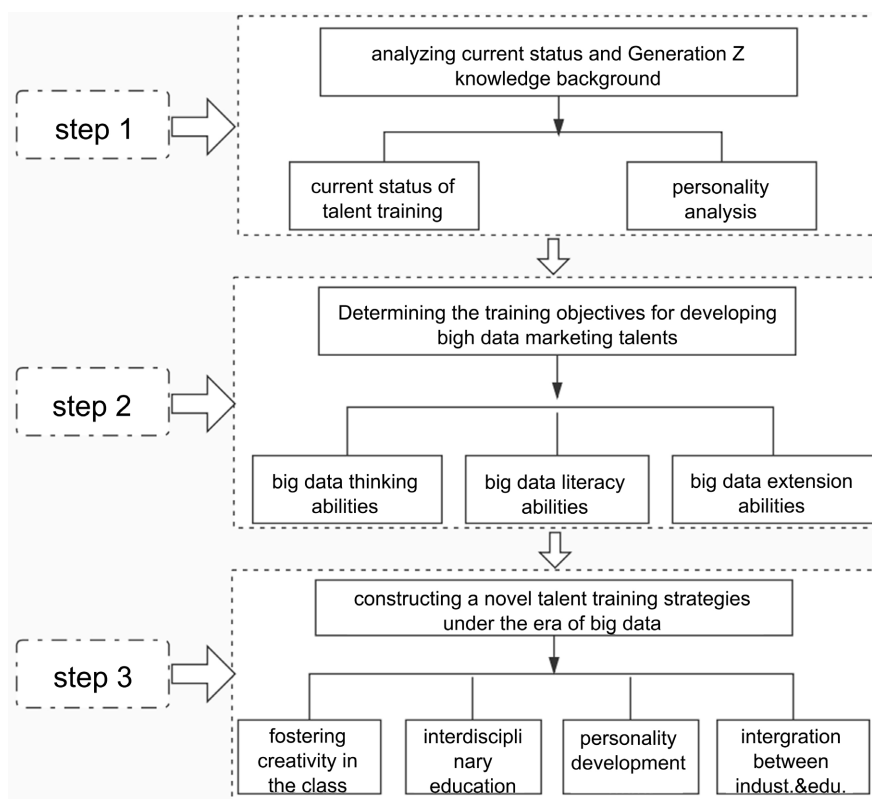 analyzing current status and Generation Z
knowledge background
step 1
current status of
talent training
personality
analysis
Determining the training objectives for developing
bigh data marketing talents
step 2
big data thinking
abilities
big data literacy
abilities
big data extension
abilities
constructing a novel talent training strategies
under the era of big data
step 3
fostering
creativity in
the class
interdiscipli
nary
education
personality
development
intergration
between
indust.&edu.